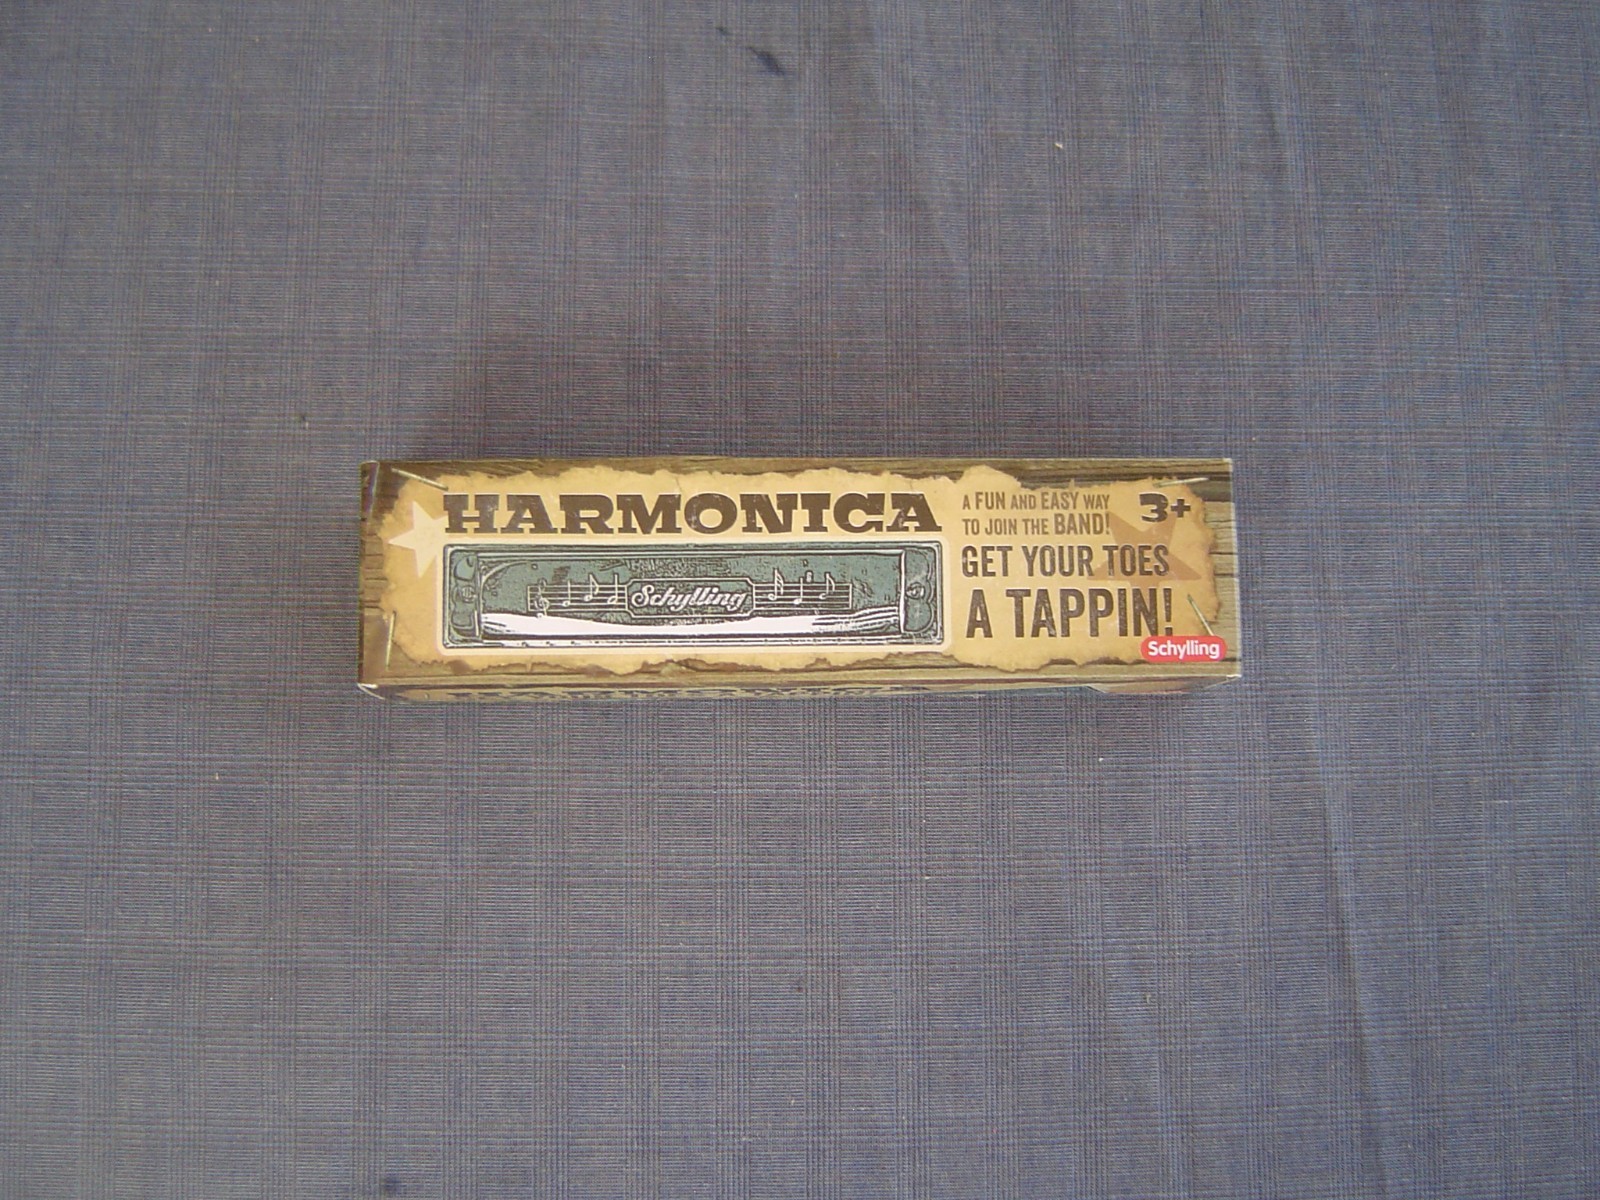 HARMONICA
Schylling
A FUN AND EASY WAY
TO JOIN THE BAND!
3+
GET YOUR TOES
A TAPPIN!
Schylling